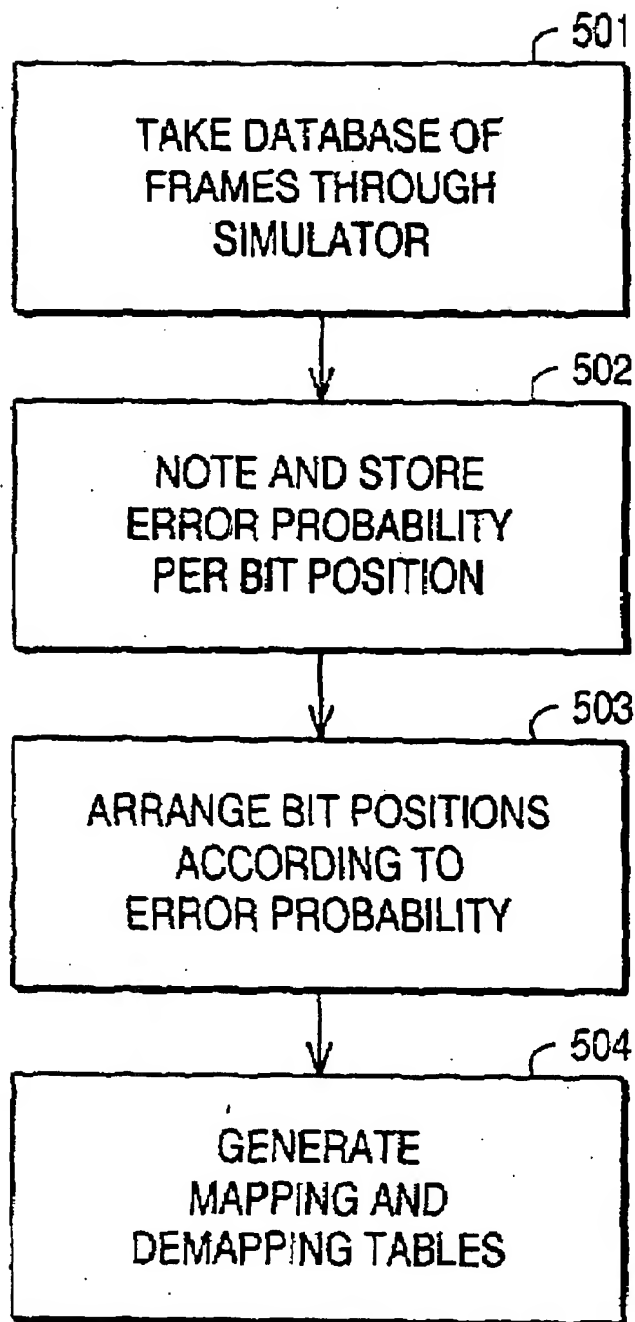 501
TAKE DATABASE OF
FRAMES THROUGH
SIMULATOR
502
NOTE AND STORE
ERROR PROBABILITY
PER BIT POSITION
503
ARRANGE BIT POSITIONS
ACCORDING TO
ERROR PROBABILITY
504
GENERATE
MAPPING AND
DEMAPPING TABLES